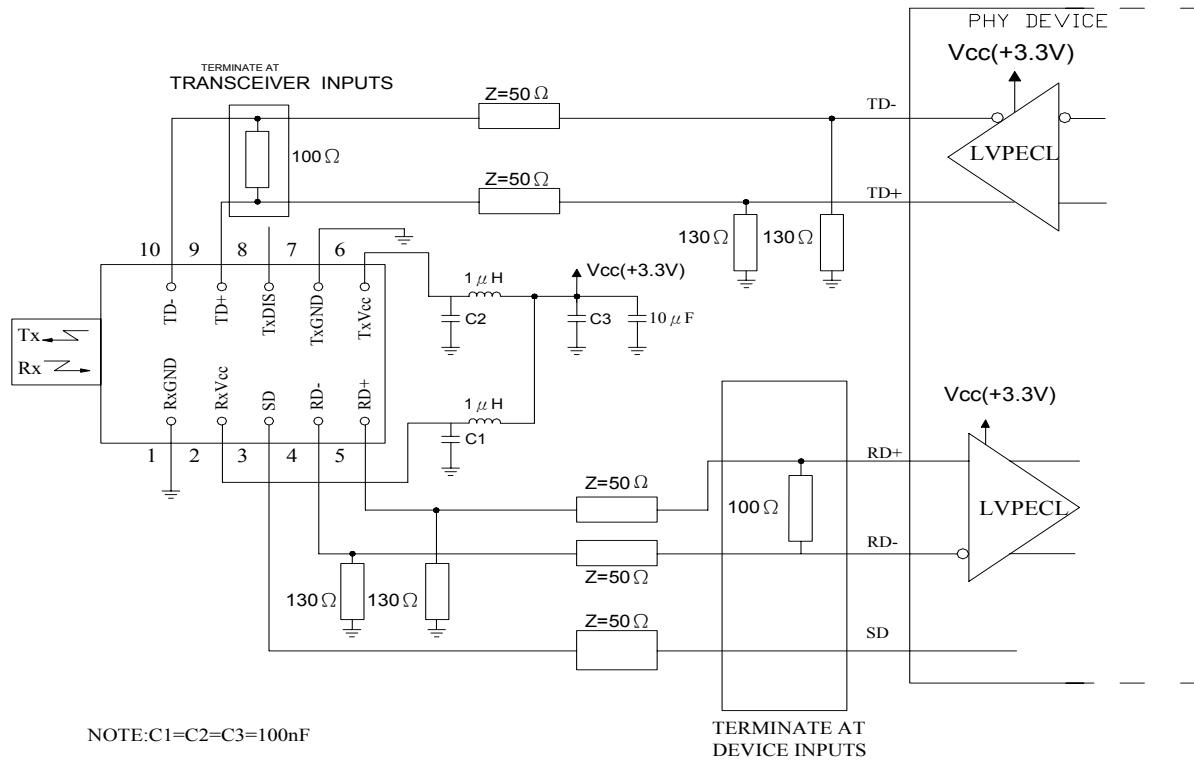 PHY DEVICE
Vcc(+3.3V)
TERMINATE AT
TRANSCEIVER INPUTS
Z=50Ω
TD-
LVPECL
100Ω
Z=50Ω
TD+
130Ω 130Ω
10 9 8 7 6
TD- TD+ TxDIS TxGND TxVcc
1μH
Vcc(+3.3V)
C2
C3
10μF
Tx
Rx
RxGND RxVcc SD RD- RD+
1μH
C1
1 2 3 4 5
Vcc(+3.3V)
RD+
Z=50Ω
100Ω
LVPECL
RD-
Z=50Ω
130Ω 130Ω
Z=50Ω
SD
NOTE:C1=C2=C3=100nF
TERMINATE AT
DEVICE INPUTS